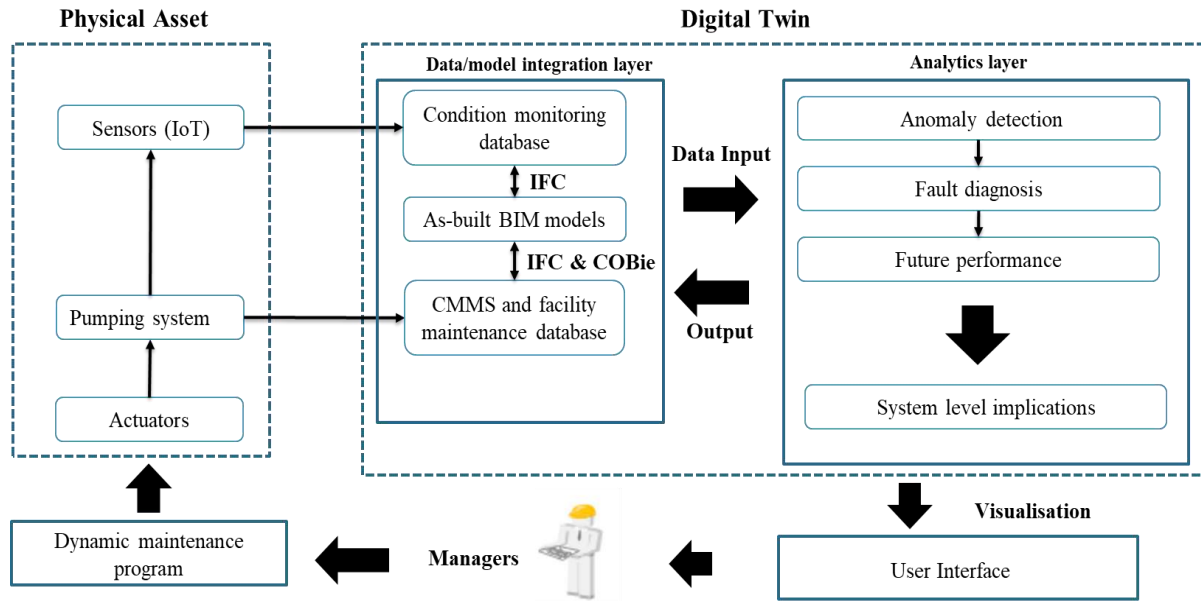 Physical Asset
Digital Twin
Data/model integration layer
Analytics layer
Sensors (IoT)
Pumping system
Actuators
Condition monitoring
database
IFC
As-built BIM models
IFC & COBie
CMMS and facility
maintenance database
Data Input
Output
Anomaly detection
Fault diagnosis
Future performance
System level implications
Visualisation
User Interface
Managers
Dynamic maintenance
program